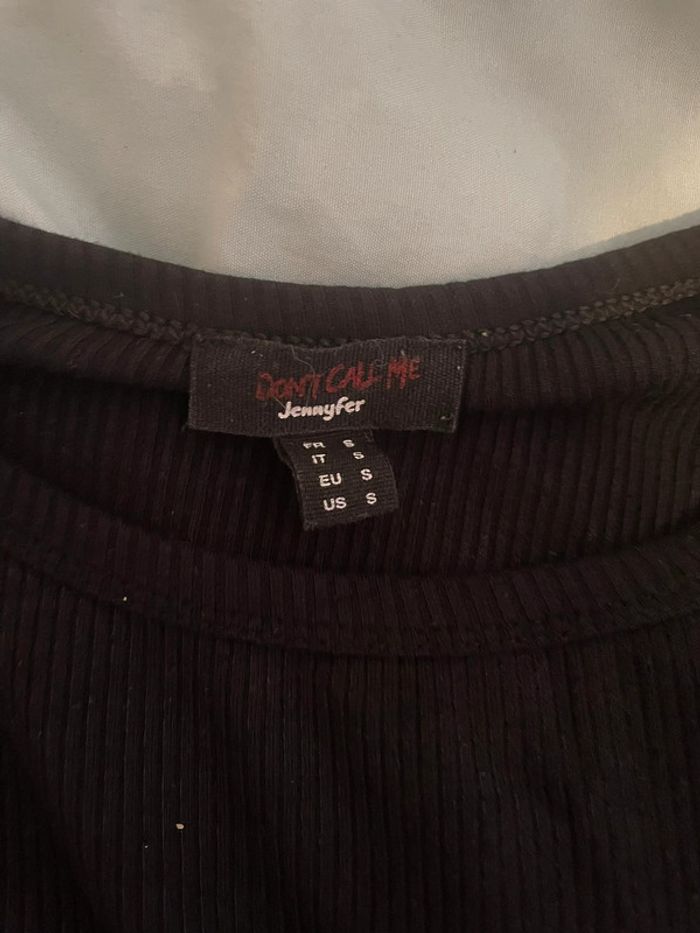 DON'T CALL ME
Jennyfer
FR S
IT S
EU S
US S